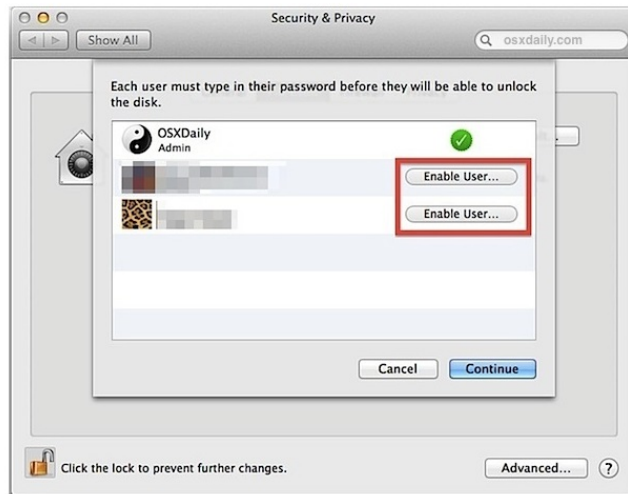 Security & Privacy
Show All
osxdaily.com
Each user must type in their password before they will be able to unlock
the disk.
OSXDaily
Admin
Enable User...
Enable User...
Cancel
Continue
Click the lock to prevent further changes.
Advanced...
?